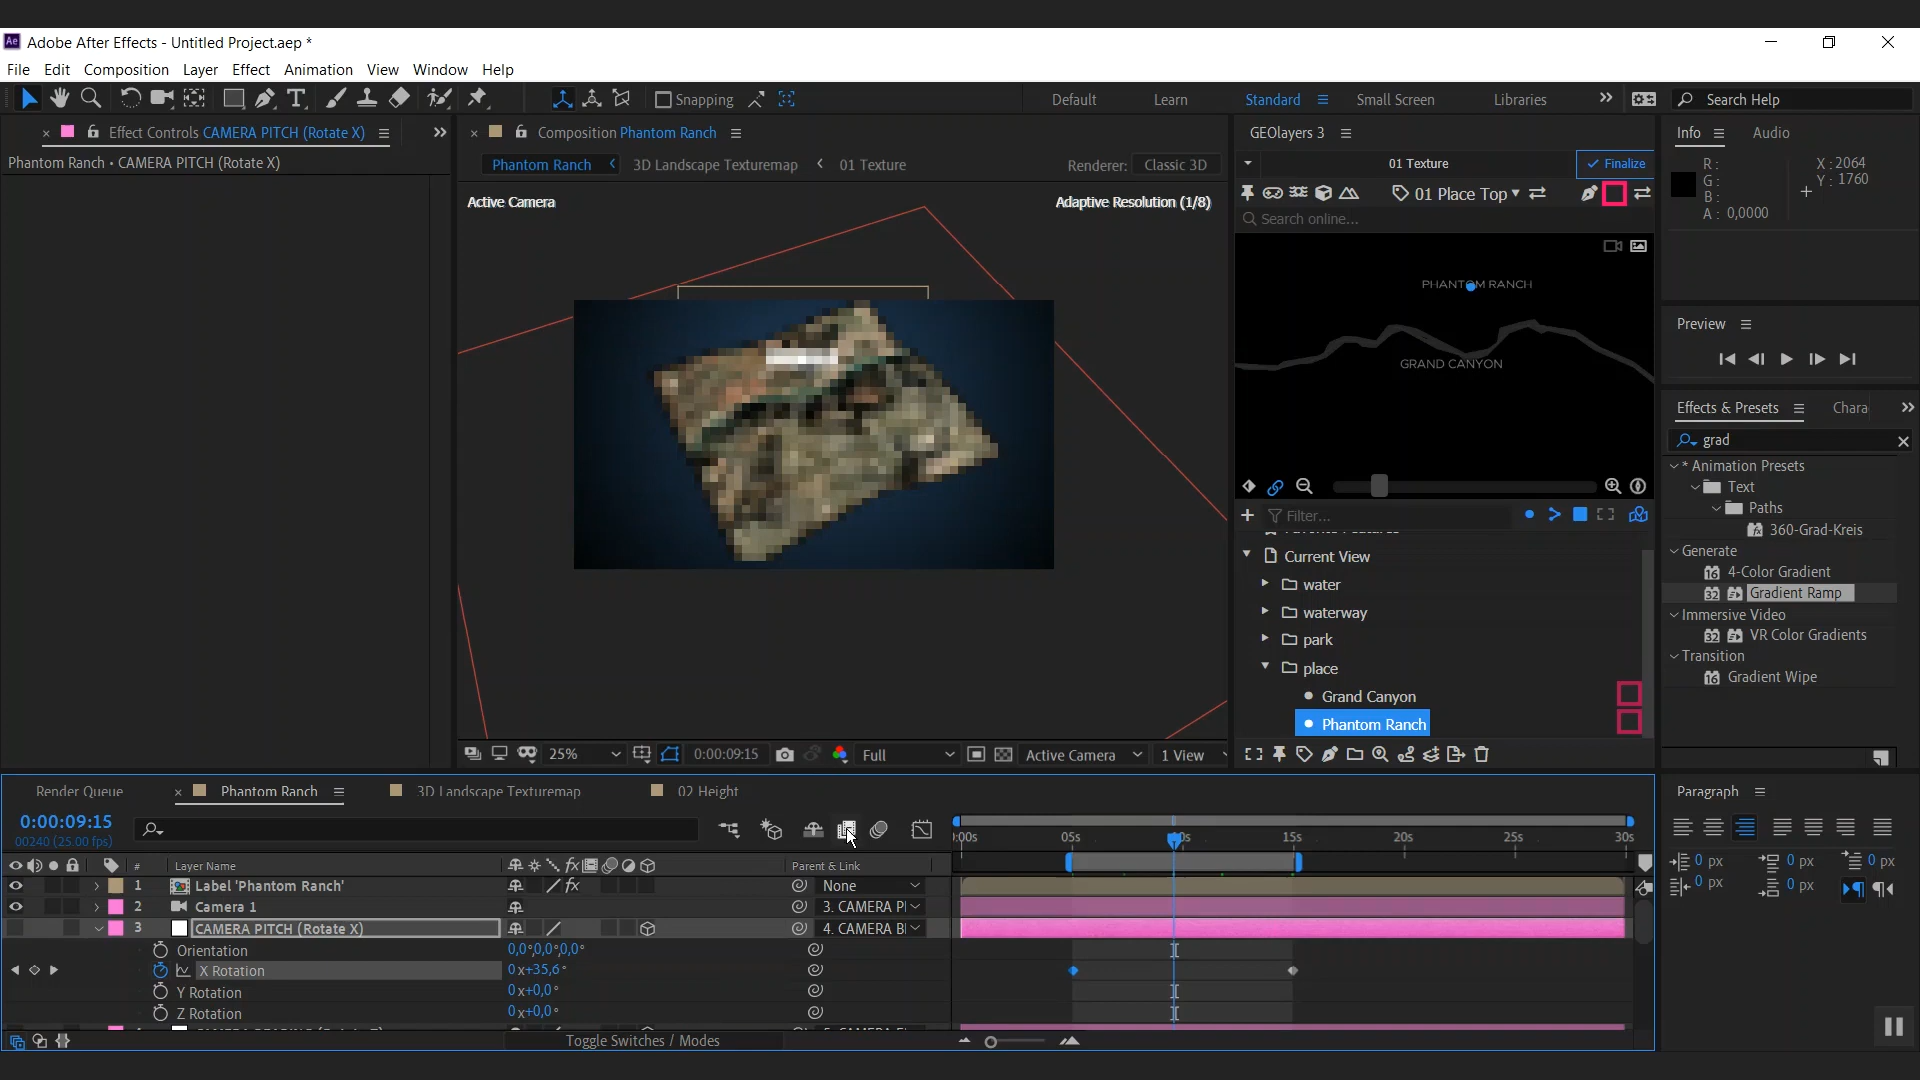 Ae Adobe After Effects - Untitled Project.aep *
File Edit Composition Layer Effect Animation View Window Help
Snapping Default Learn Standard Small Screen Libraries Search Help
Effect Controls CAMERA PITCH (Rotate X)
Phantom Ranch • CAMERA PITCH (Rotate X)
Composition Phantom Ranch
Phantom Ranch 3D Landscape Texturemap 01 Texture Renderer: Classic 3D
Active Camera Adaptive Resolution (1/8)
25% 0:00:09:15 Full Active Camera 1 View
GEOlayers 3
01 Texture Finalize
01 Place Top
Search online...
PHANTOM RANCH
GRAND CANYON
Filter...
Current View
water
waterway
park
place
Grand Canyon
Phantom Ranch
Info Audio
R: X : 2064
G: Y : 1760
B:
A: 0,0000
Preview
Effects & Presets Chara
grad
* Animation Presets
Text
Paths
360-Grad-Kreis
Generate
16 4-Color Gradient
32 Gradient Ramp
Immersive Video
32 VR Color Gradients
Transition
16 Gradient Wipe
Render Queue Phantom Ranch 3D Landscape Texturemap 02 Height
0:00:09:15
00240 (25.00 fps)
):00s 05s 15s 20s 25s 30s
# Layer Name fx Parent & Link
1 Label 'Phantom Ranch' fx None
2 Camera 1 3. CAMERA PI
3 CAMERA PITCH (Rotate X) 4. CAMERA BI
Orientation 0,0°,0,0°,0,0°
X Rotation 0x+35,6°
Y Rotation 0x+0,0°
Z Rotation 0x+0,0°
Toggle Switches / Modes
Paragraph
0 px 0 px 0 px
0 px 0 px